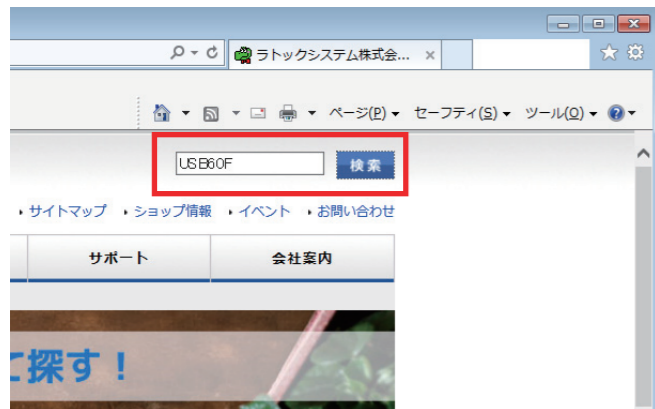 ラトックシステム株式会...
ページ(P) セーフティ(S) ツール(O)
USB60F 検索
サイトマップ ショップ情報 イベント お問い合わせ
サポート 会社案内
探す！